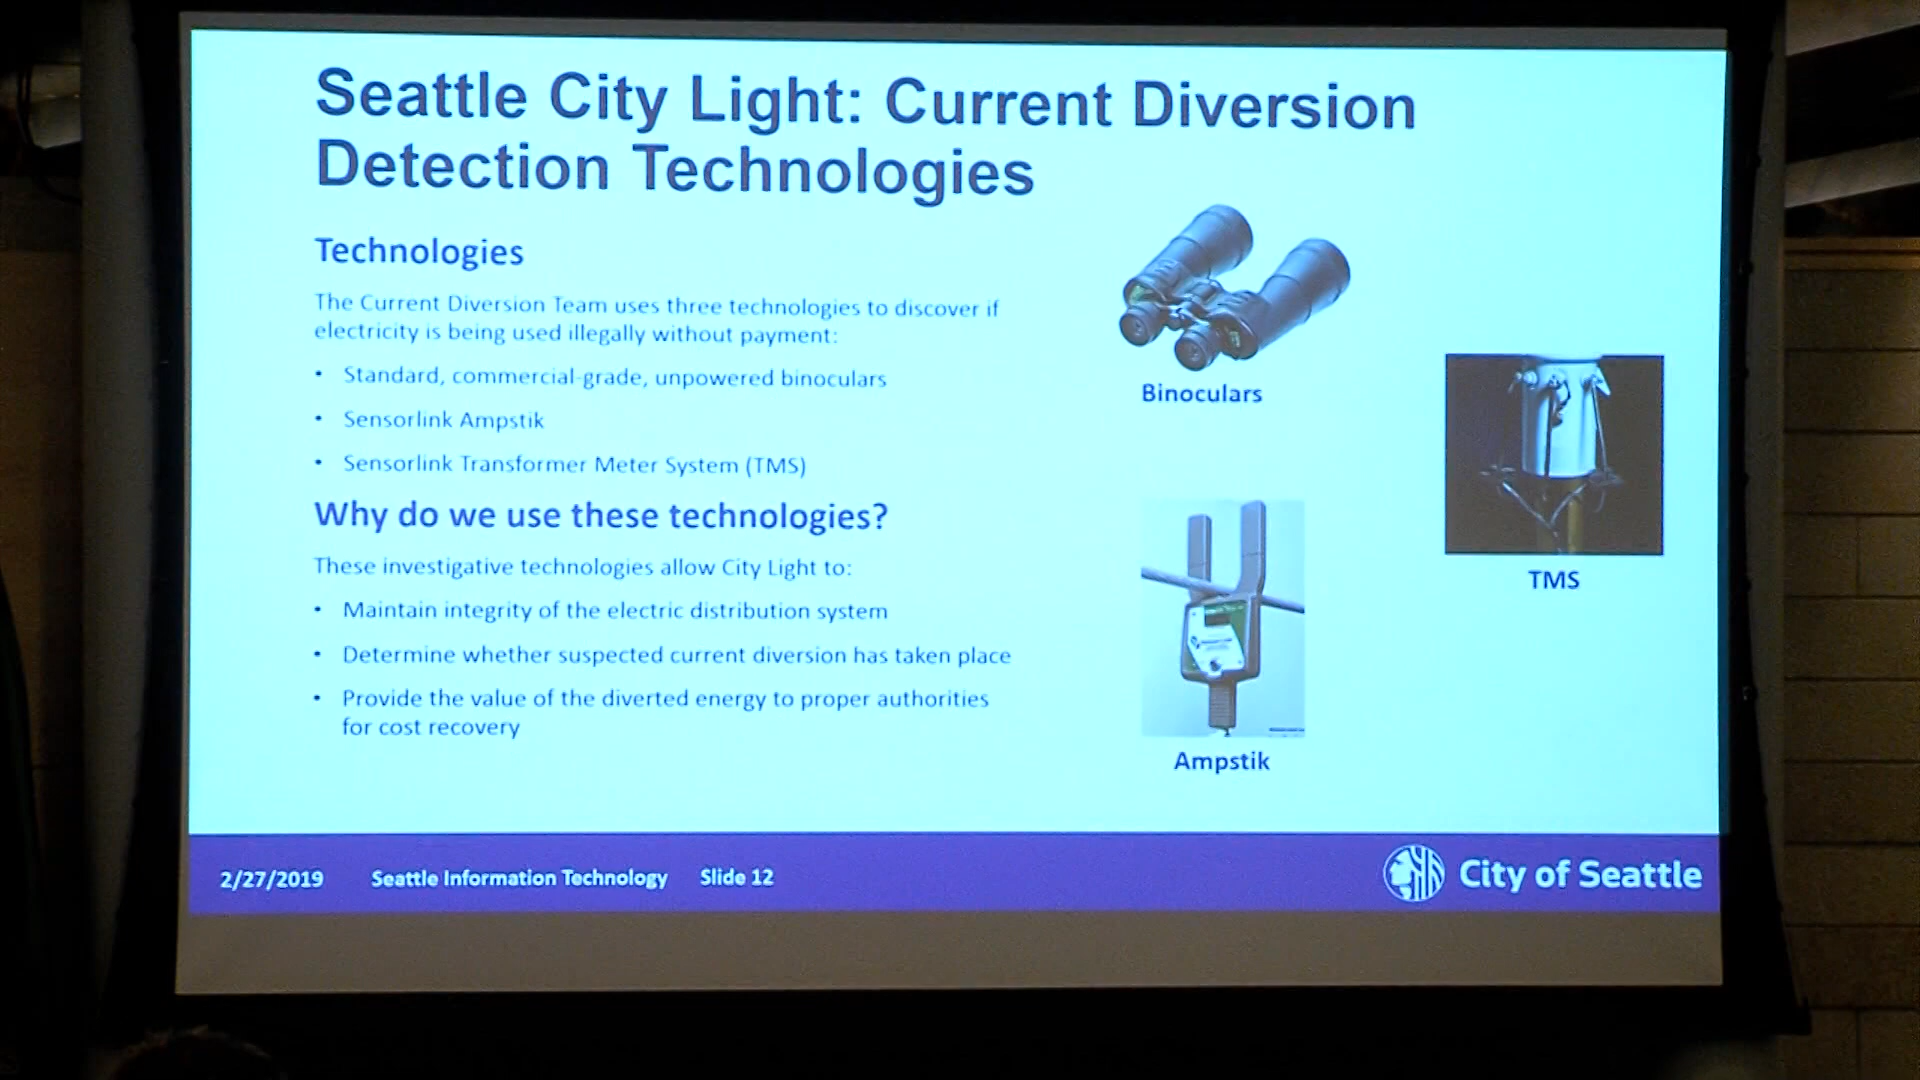 Seattle City Light: Current Diversion
Detection Technologies
Technologies
The Current Diversion Team uses three technologies to discover if
electricity is being used illegally without payment:
• Standard, commercial-grade, unpowered binoculars
• Sensorlink Ampstik
• Sensorlink Transformer Meter System (TMS)
Why do we use these technologies?
These investigative technologies allow City Light to:
• Maintain integrity of the electric distribution system
• Determine whether suspected current diversion has taken place
• Provide the value of the diverted energy to proper authorities
for cost recovery
Binoculars
TMS
Ampstik
2/27/2019 Seattle Information Technology Slide 12
City of Seattle